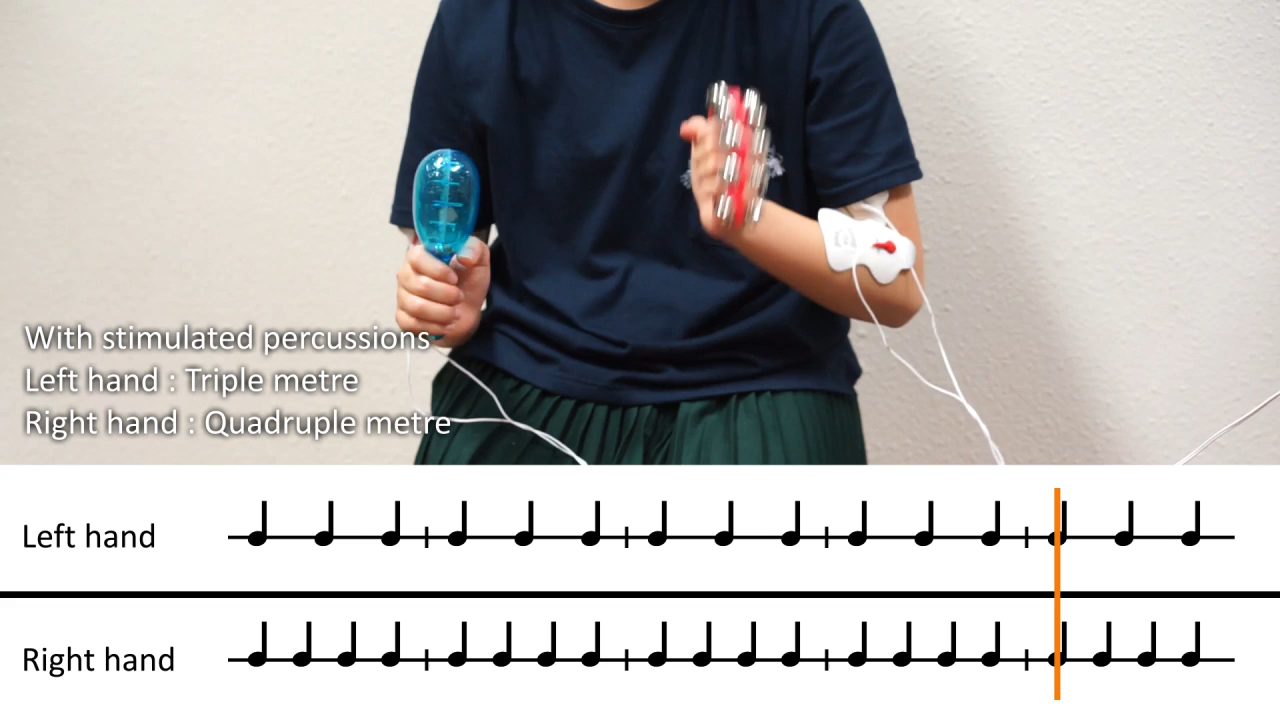 With stimulated percussions
Left hand : Triple metre
Right hand : Quadruple metre
Left hand
Right hand